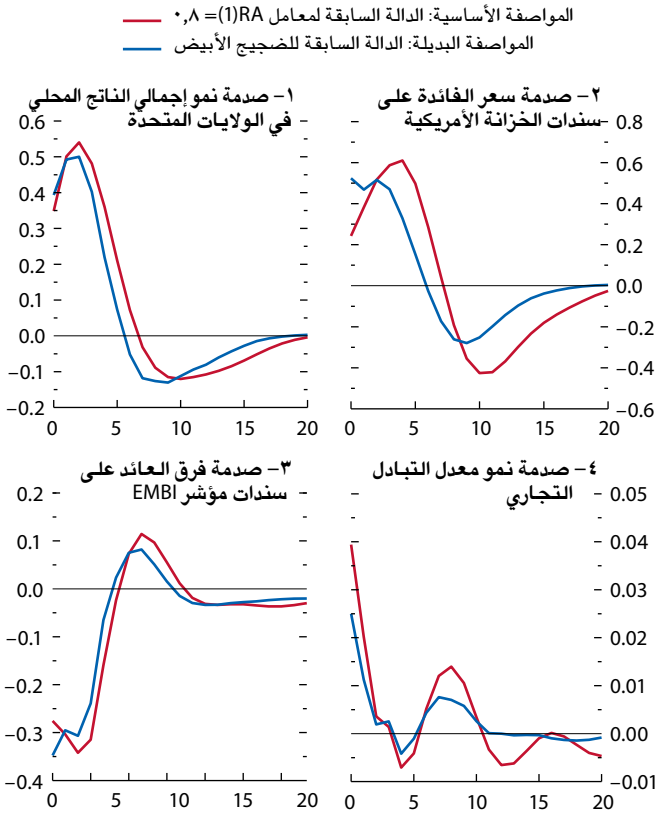 المواصفة الأساسية: الدالة السابقة لمعامل RA(1)= ٠,٨
المواصفة البديلة: الدالة السابقة للضجيج الأبيض
١- صدمة نمو إجمالي الناتج المحلي
في الولايات المتحدة
0.6
0.5
0.4
0.3
0.2
0.1
0.0
–0.1
–0.2
0 5 10 15 20
٢- صدمة سعر الفائدة على
سندات الخزانة الأمريكية
0.8
0.6
0.4
0.2
0.0
–0.2
–0.4
–0.6
0 5 10 15 20
٣- صدمة فرق العائد على
سندات مؤشر EMBI
0.2
0.1
0.0
–0.1
–0.2
–0.3
–0.4
0 5 10 15 20
٤- صدمة نمو معدل التبادل
التجاري
0.05
0.04
0.03
0.02
0.01
0.00
–0.01
0 5 10 15 20